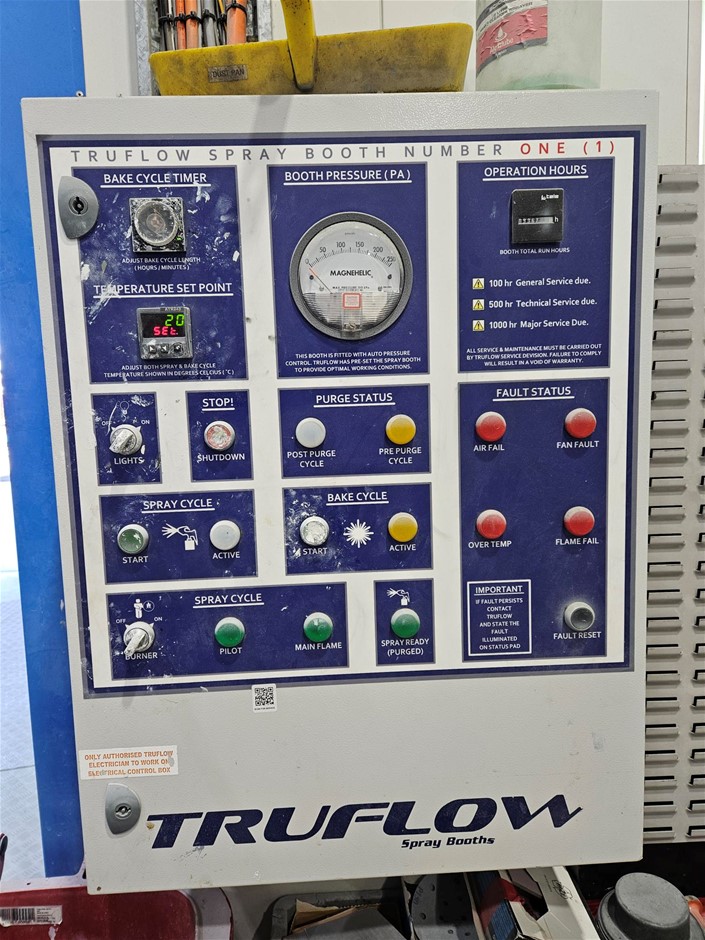 DUST PAN
TRUFLOW SPRAY BOOTH NUMBER ONE (1)
BAKE CYCLE TIMER
ADJUST BAKE CYCLE LENGTH
(HOURS / MINUTES)
TEMPERATURE SET POINT
20
SEt.
ADJUST BOTH SPRAY & BAKE CYCLE
TEMPERATURE SHOWN IN DEGREES CELCIUS (°C)
BOOTH PRESSURE ( PA )
0 50 100 150 200 250
MAGNEHELIC
THIS BOOTH IS FITTED WITH AUTO PRESSURE
CONTROL. TRUFLOW HAS PRE-SET THE SPRAY BOOTH
TO PROVIDE OPTIMAL WORKING CONDITIONS.
OPERATION HOURS
h
BOOTH TOTAL RUN HOURS
100 hr General Service due.
500 hr Technical Service due.
1000 hr Major Service Due.
ALL SERVICE & MAINTENANCE MUST BE CARRIED OUT
BY TRUFLOW SERVICE DEVISION. FAILURE TO COMPLY
WILL RESULT IN A VOID OF WARRANTY.
OFF ON
LIGHTS
STOP!
SHUTDOWN
PURGE STATUS
POST PURGE
CYCLE
PRE PURGE
CYCLE
FAULT STATUS
AIR FAIL
FAN FAULT
OVER TEMP
FLAME FAIL
IMPORTANT
IF FAULT PERSISTS
CONTACT
TRUFLOW
AND STATE THE
FAULT
ILLUMINATED
ON STATUS PAD
FAULT RESET
SPRAY CYCLE
START
ACTIVE
BAKE CYCLE
START
ACTIVE
SPRAY CYCLE
OFF ON
BURNER
PILOT
MAIN FLAME
SPRAY READY
(PURGED)
ONLY AUTHORISED TRUFLOW
ELECTRICIAN TO WORK ON
ELECTRICAL CONTROL BOX
TRUFLOW
Spray Booths